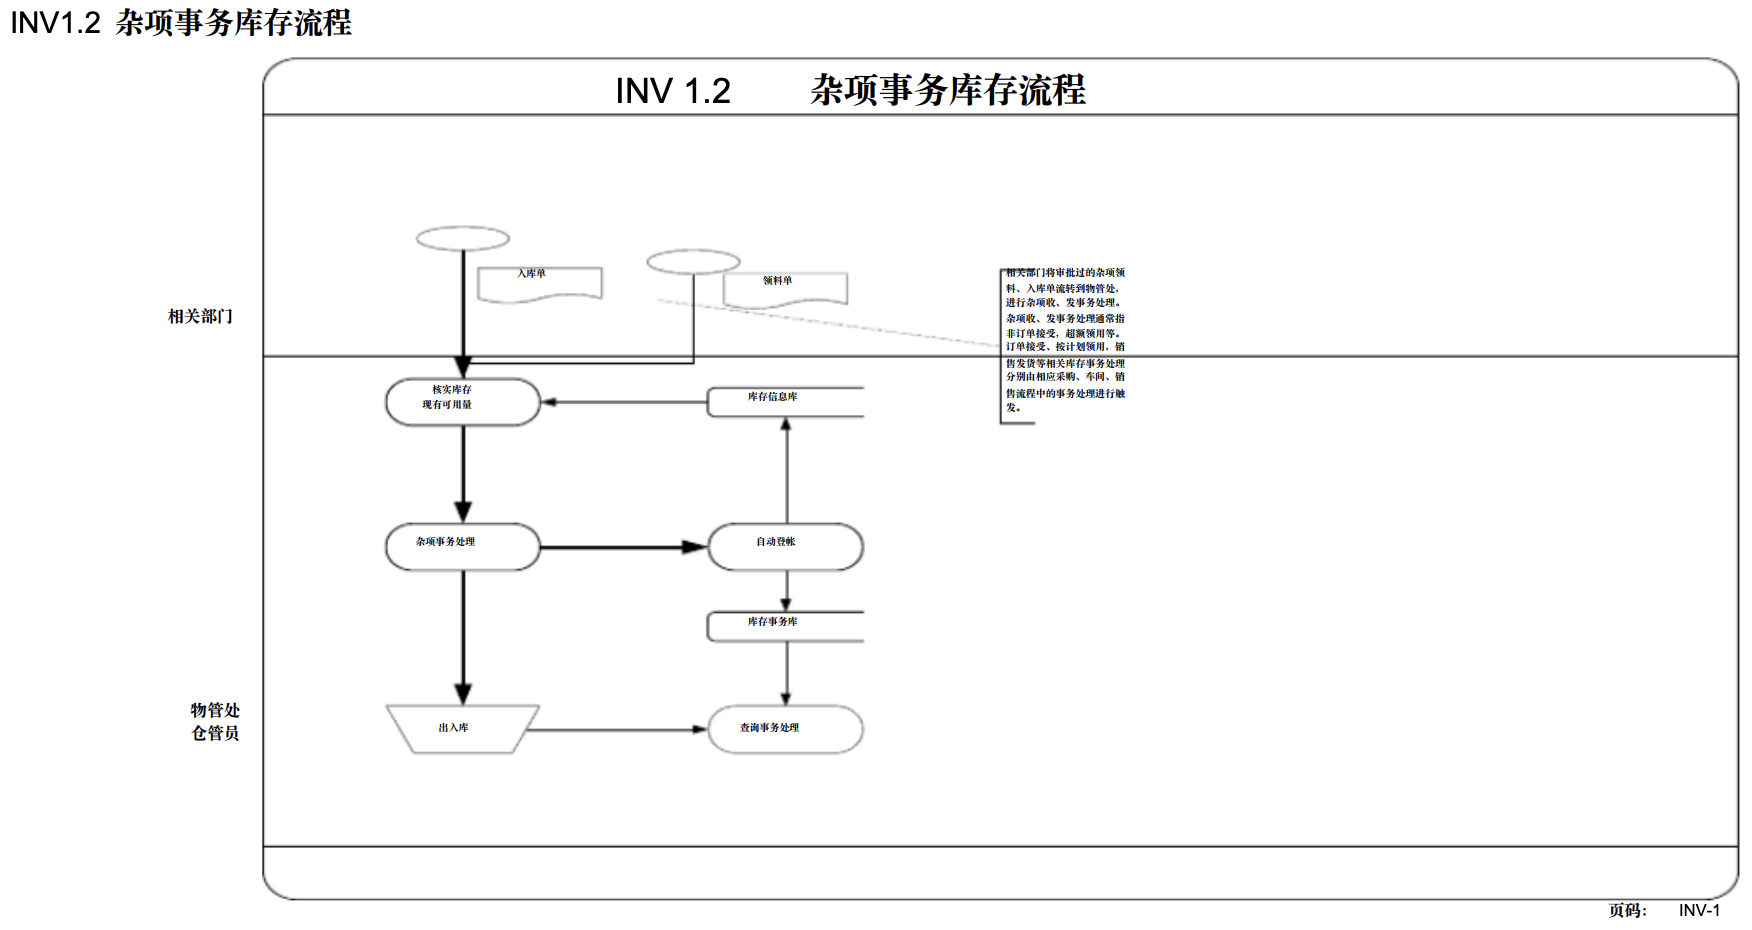 INV1.2 杂项事务库存流程
INV 1.2 杂项事务库存流程
入库单
领料单
相关部门将审批过的杂项领
料、入库单流转到物管处，
进行杂项收、发事务处理。
杂项收、发事务处理通常指
非订单接受，超额领用等。
订单接受、按计划领用，销
售发货等相关库存事务处理
分别由相应采购、车间、销
售流程中的事务处理进行触
发。
相关部门
核实库存
现有可用量
库存信息库
杂项事务处理
自动登帐
库存事务库
物管处
仓管员
出入库
查询事务处理
页码： INV-1